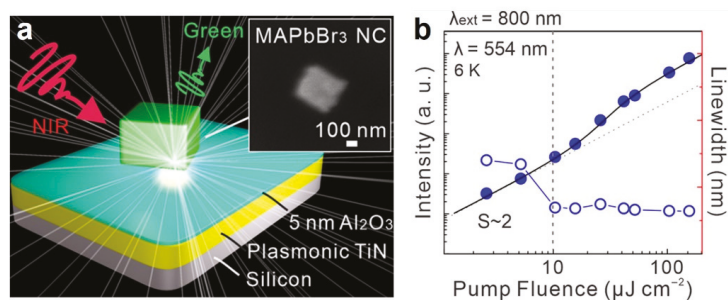 a
Green
MAPbBr₃ NC
100 nm
NIR
5 nm Al₂O₃
Plasmonic TiN
Silicon
b
λext = 800 nm
λ = 554 nm
6 K
S~2
Intensity (a. u.)
Linewidth (nm)
10
100
Pump Fluence (μJ cm⁻²)